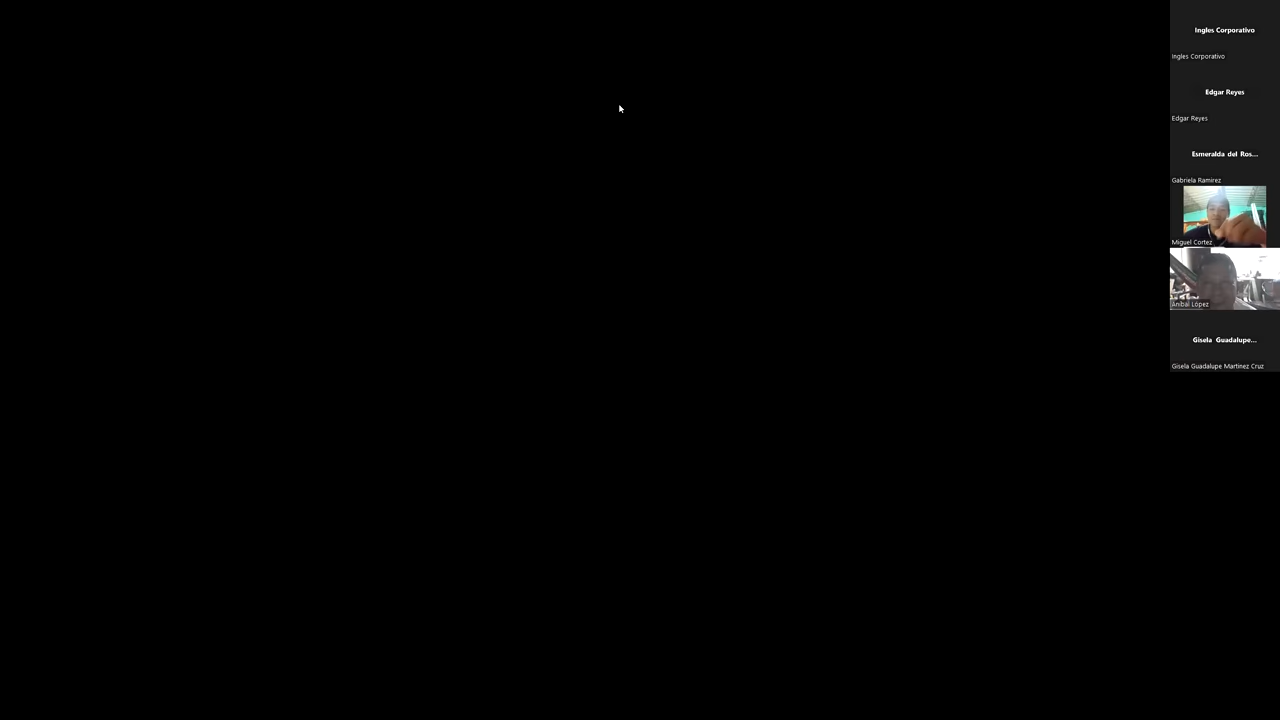 Ingles Corporativo
Ingles Corporativo
Edgar Reyes
Edgar Reyes
Esmeralda del Ros...
Gabriela Ramirez
Miguel Cortez
Anibal López
Gisela Guadalupe...
Gisela Guadalupe Martinez Cruz